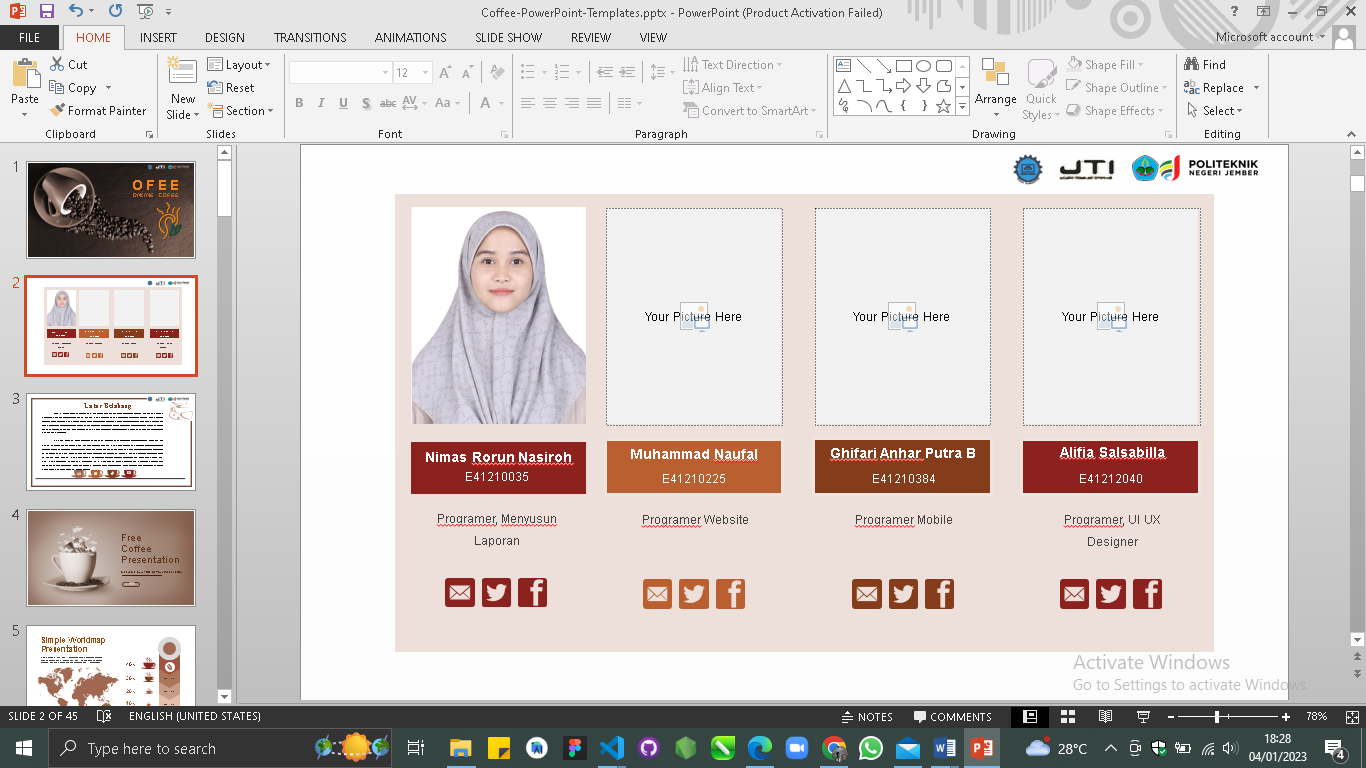 Coffee-PowerPoint-Templates.pptx - PowerPoint (Product Activation Failed)
FILE HOME INSERT DESIGN TRANSITIONS ANIMATIONS SLIDE SHOW REVIEW VIEW Microsoft account
Paste
Cut
Copy
Format Painter
Clipboard
New Slide
Layout
Reset
Section
Slides
12
B I U S abc AV Aa A
Font
Text Direction
Align Text
Convert to SmartArt
Paragraph
Arrange
Quick Styles
Shape Fill
Shape Outline
Shape Effects
Drawing
Find
Replace
Select
Editing
1
OFEE
2
3
Latar Belakang
4
Free
Coffee
Presentation
5
Simple Worldmap
Presentation
JTI
POLITEKNIK
NEGERI JEMBER
Your Picture Here
Your Picture Here
Your Picture Here
Nimas Rorun Nasiroh
E41210035
Programer, Menyusun
Laporan
Muhammad Naufal
E41210225
Programer Website
Ghifari Anhar Putra B
E41210384
Programer Mobile
Alifia Salsabilla
E41212040
Programer, UI UX
Designer
Activate Windows
Go to Settings to activate Windows.
SLIDE 2 OF 45 ENGLISH (UNITED STATES) NOTES COMMENTS 78%
Type here to search
28°C
18:28
04/01/2023
4